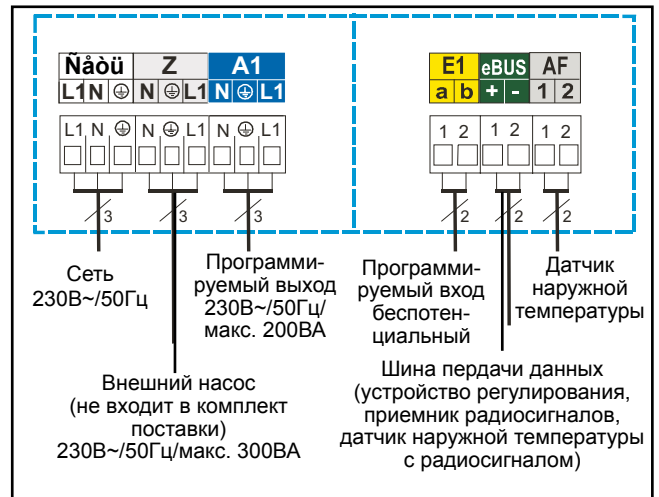 Ñåòü Z A1
L1 N ⏚ N ⏚ L1 N ⏚ L1
L1 N ⏚ N ⏚ L1 N ⏚ L1
3 3 3
E1 eBUS AF
a b + - 1 2
1 2 1 2 1 2
2 2 2
Сеть
230В~/50Гц
Программи-
руемый выход
230В~/50Гц/
макс. 200ВА
Программи-
руемый вход
беспотен-
циальный
Датчик
наружной
температуры
Внешний насос
(не входит в комплект
поставки)
230В~/50Гц/макс. 300ВА
Шина пердачи данных
(устройство регулирования,
приемник радиосигналов,
датчик наружной температуры
с радиосигналом)